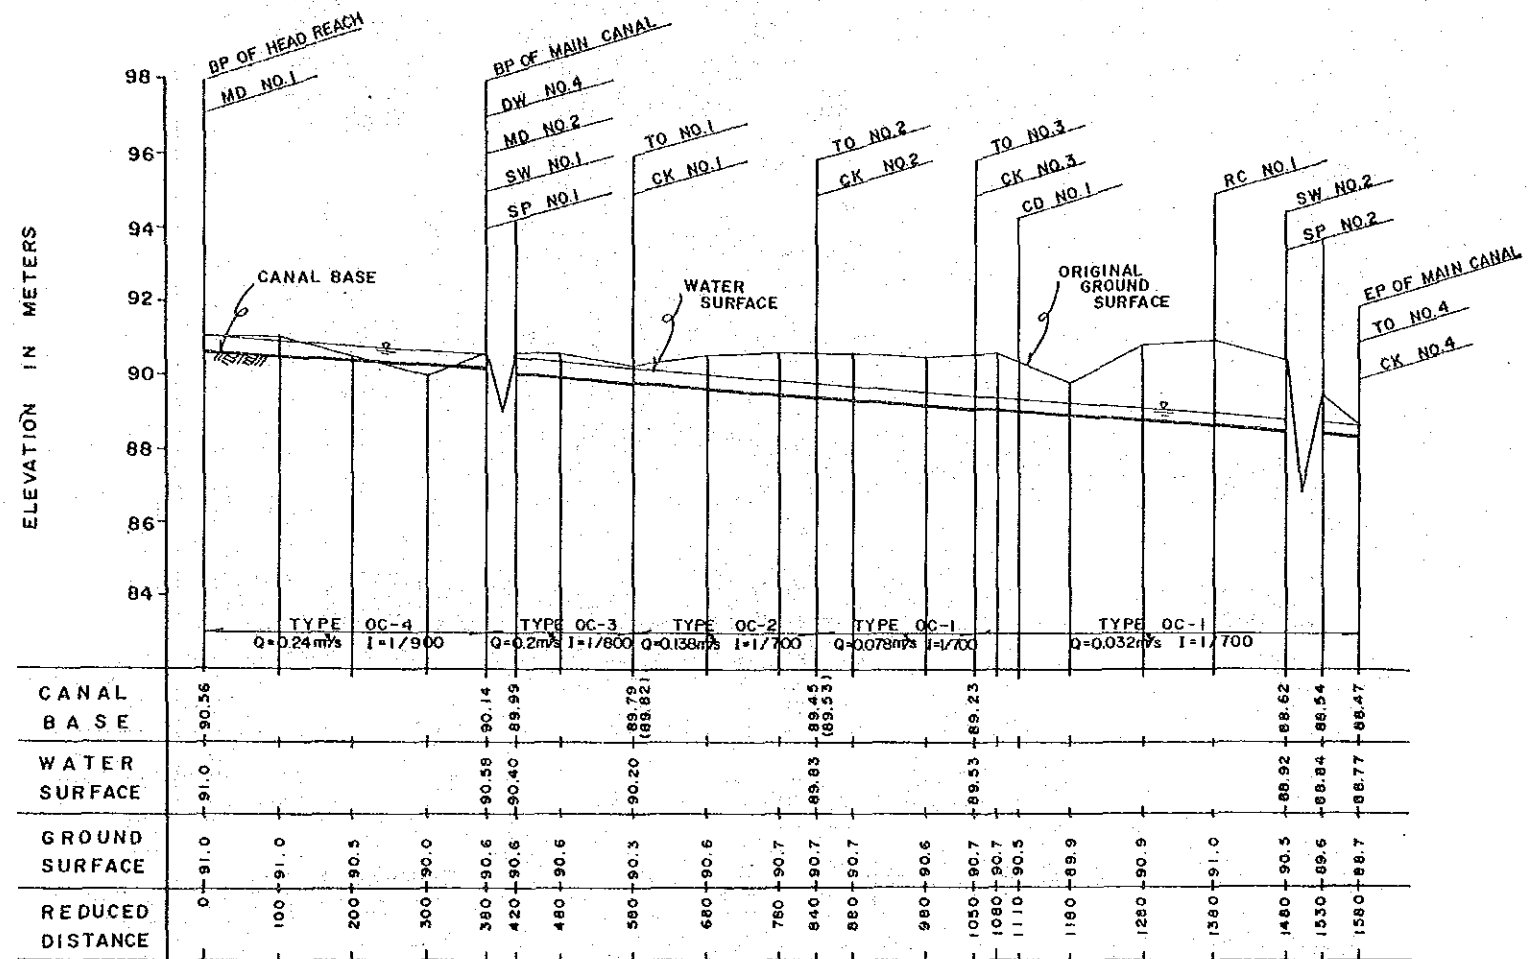 BP OF HEAD REACH
MD NO.1
BP OF MAIN CANAL
DW NO.4
MD NO.2
SW NO.1
SP NO.1
TO NO.1
CK NO.1
TO NO.2
CK NO.2
TO NO.3
CK NO.3
CD NO.1
RC NO.1
SW NO.2
SP NO.2
EP OF MAIN CANAL
TO NO.4
CK NO.4
ELEVATION IN METERS
98
96
94
92
90
88
86
84
CANAL BASE
WATER
SURFACE
ORIGINAL
GROUND
SURFACE
TYPE OC-4
Q=0.24m³/s I=1/900
TYPE OC-3
Q=0.2m³/s I=1/800
TYPE OC-2
Q=0.138m³/s I=1/700
TYPE OC-1
Q=0.078m³/s I=1/700
TYPE OC-1
Q=0.032m³/s I=1/700
CANAL
BASE
90.56 90.14 89.99 89.79 (89.82) 89.45 (89.53) 89.23 88.62 88.54 88.47
WATER
SURFACE
91.0 90.58 90.40 90.20 89.83 89.53 88.92 88.84 88.77
GROUND
SURFACE
91.0 91.0 90.5 90.0 90.6 90.6 90.6 90.3 90.6 90.7 90.7 90.7 90.6 90.7 90.7 90.5 89.9 90.9 91.0 90.5 89.6 88.7
REDUCED
DISTANCE
0 100 200 300 380 420 480 580 680 780 840 880 980 1050 1080 1110 1180 1280 1380 1480 1530 1580